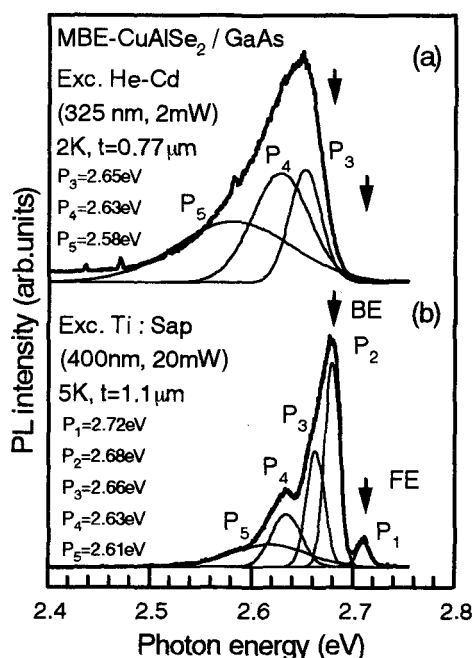 MBE-CuAlSe₂ / GaAs
(a)
Exc. He-Cd
(325 nm, 2mW)
2K, t=0.77μm
P₃=2.65eV
P₄=2.63eV
P₅=2.58eV
P₃
P₄
P₅
PL intensity (arb.units)
BE
(b)
Exc. Ti : Sap
(400nm, 20mW)
5K, t=1.1μm
P₁=2.72eV
P₂=2.68eV
P₃=2.66eV
P₄=2.63eV
P₅=2.61eV
P₂
P₃
P₄
P₅
FE
P₁
2.4 2.5 2.6 2.7 2.8
Photon energy (eV)